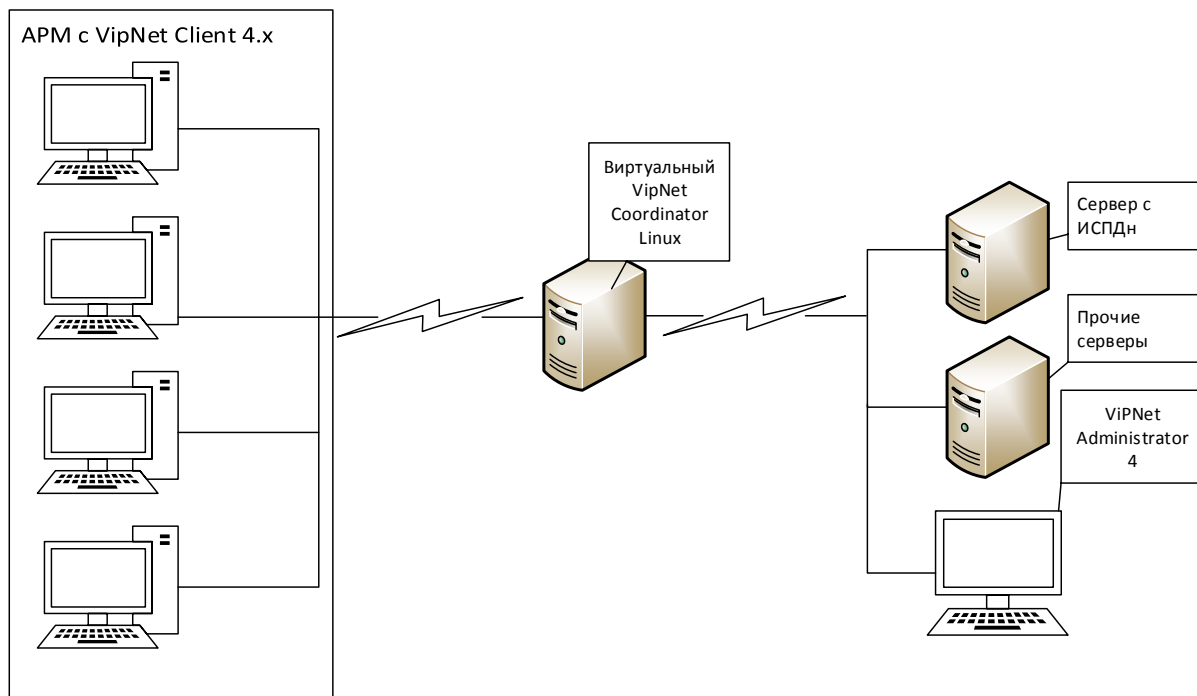 АРМ с VipNet Client 4.x
Виртуальный
VipNet
Coordinator
Linux
Сервер с
ИСПДн
Прочие
серверы
ViPNet
Administrator
4